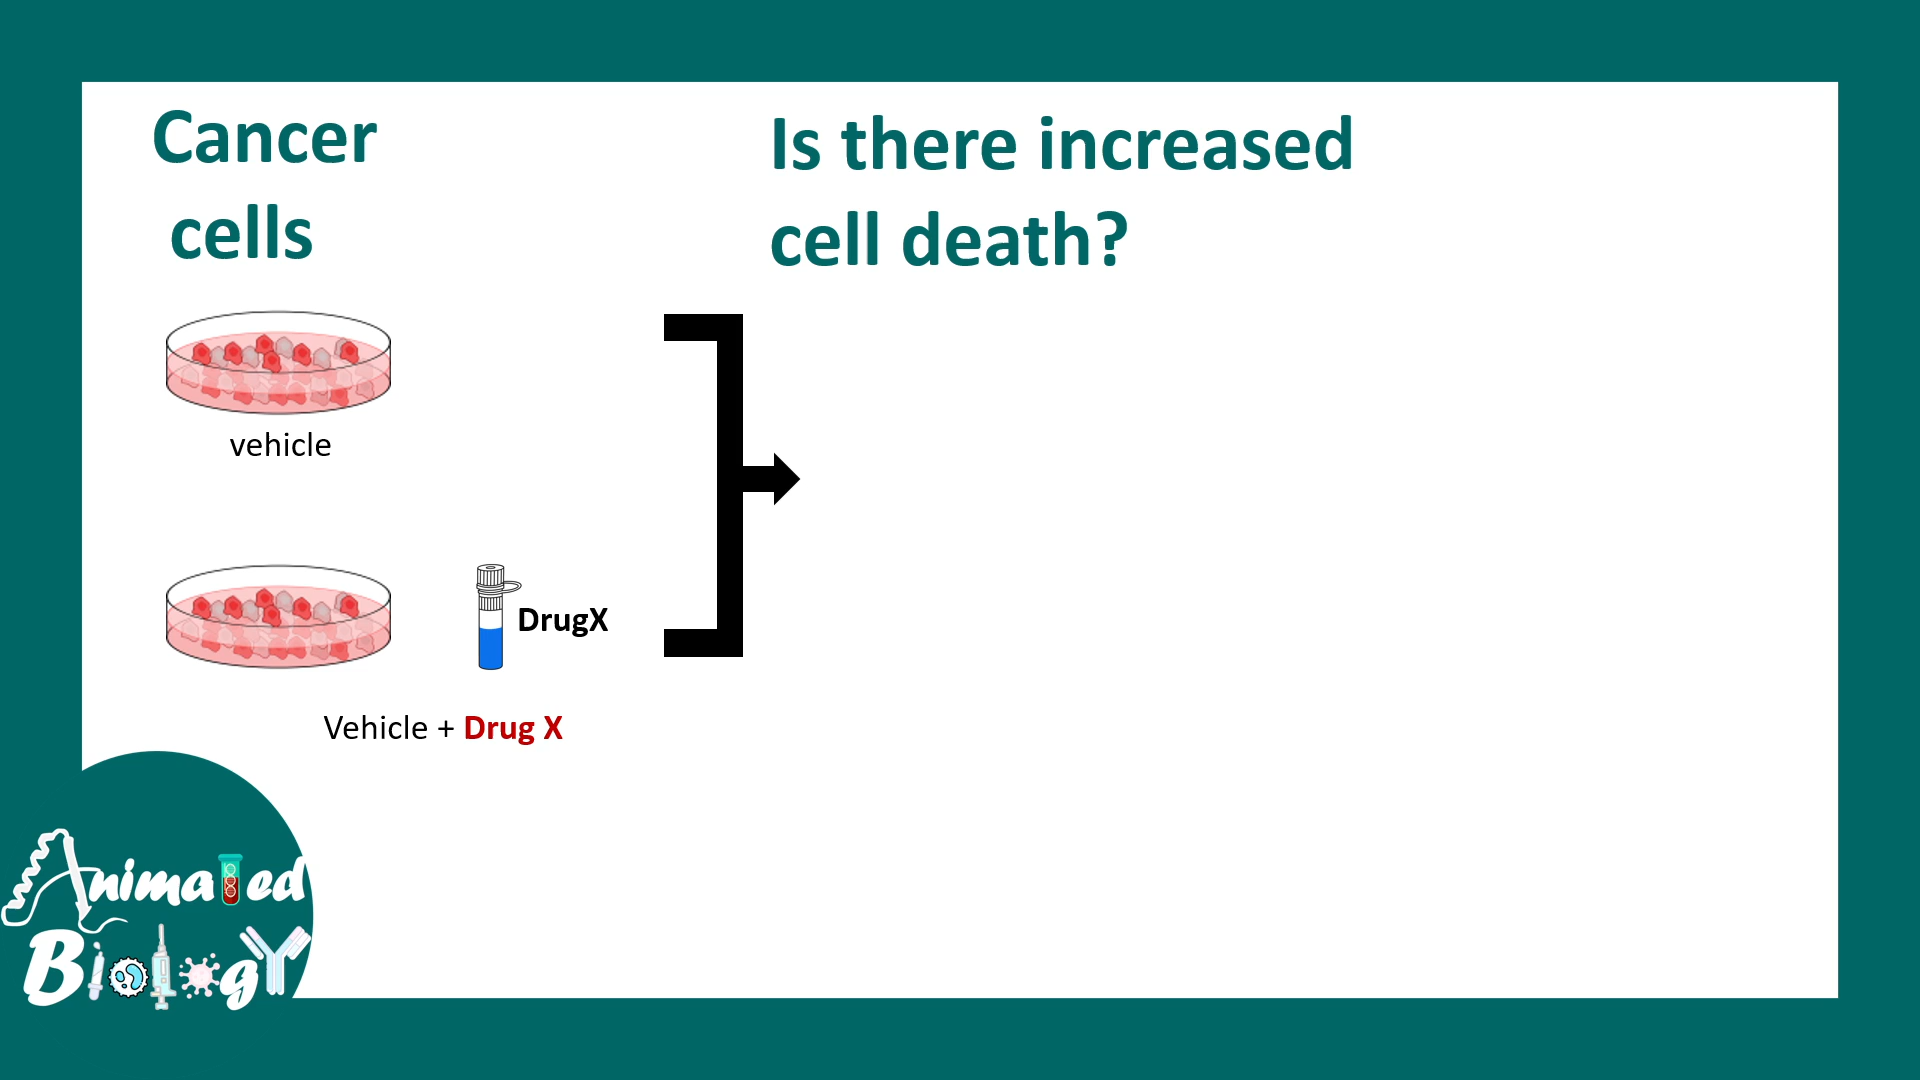 Cancer
cells
Is there increased
cell death?
vehicle
DrugX
Vehicle + Drug X
Animated
Biology